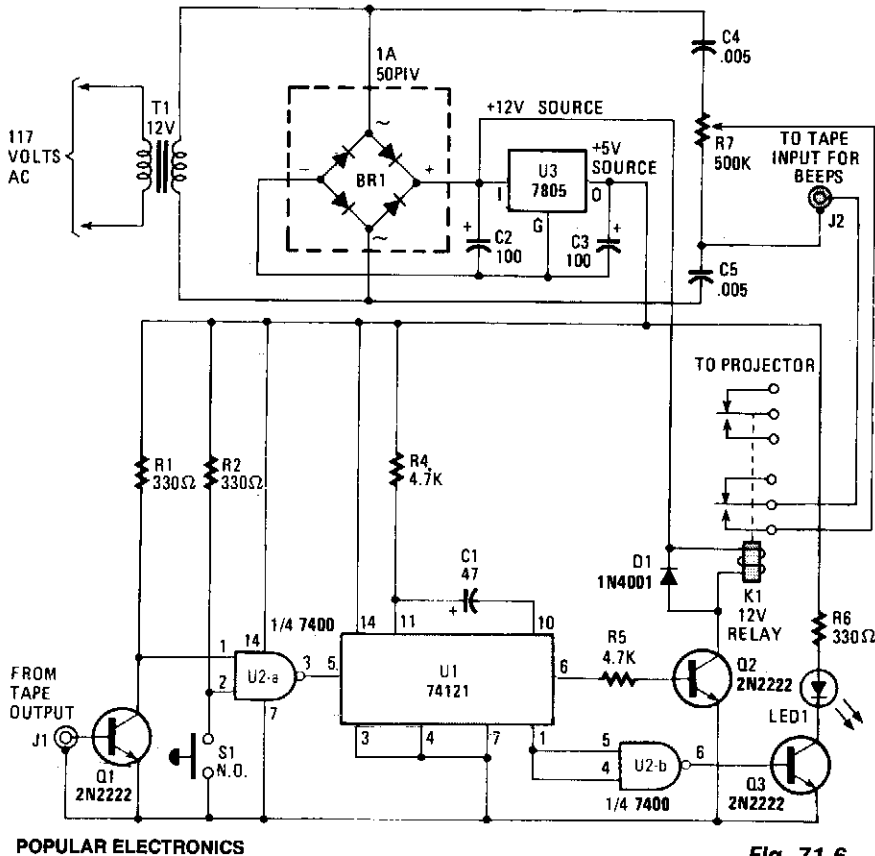 1A
50PIV
C4
.005
T1
12V
117
VOLTS
AC
~
BR1
–
+
~
+12V SOURCE
+5V
SOURCE
U3
7805
I
O
G
+
C2
100
+
C3
100
R7
500K
TO TAPE
INPUT FOR
BEEPS
J2
C5
.005
TO PROJECTOR
R1
330Ω
R2
330Ω
R4
4.7K
C1
47
+
D1
1N4001
K1
12V
RELAY
R6
330Ω
1/4 7400
14
1
2
U2-a
3
7
5
14
11
10
U1
74121
6
3
4
7
1
R5
4.7K
Q2
2N2222
LED1
FROM
TAPE
OUTPUT
J1
Q1
2N2222
S1
N.O.
5
4
U2-b
6
1/4 7400
Q3
2N2222
POPULAR ELECTRONICS
Fig. 71-6